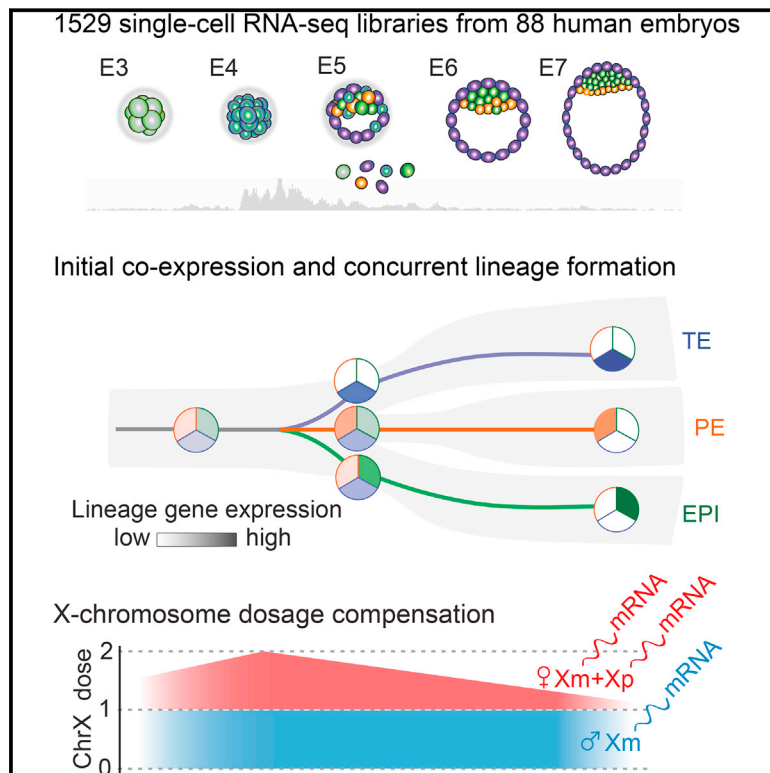 1529 single-cell RNA-seq libraries from 88 human embryos
E3 E4 E5 E6 E7
Initial co-expression and concurrent lineage formation
TE
PE
EPI
Lineage gene expression
low high
X-chromosome dosage compensation
mRNA
mRNA
2
♀Xm+Xp
mRNA
ChrX dose
1
♂Xm
0